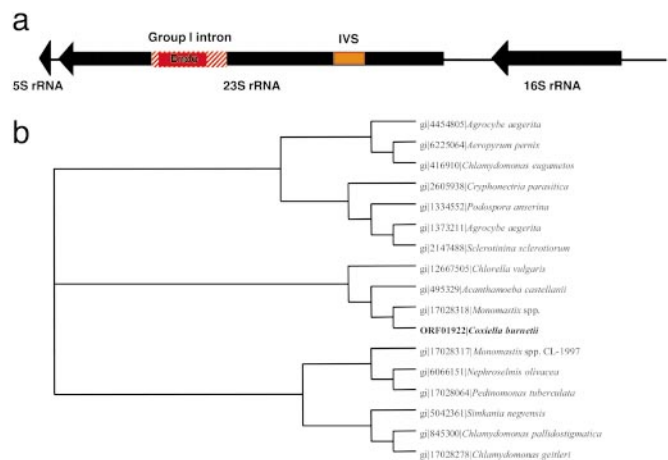 a
Group I intron
IVS
5S rRNA
23S rRNA
16S rRNA
b
gi|4454805|Agrocybe aegerita
gi|6225064|Aeropyrum pernix
gi|416910|Chlamydomonas eugametos
gi|2605938|Cryphonectria parasitica
gi|1334552|Podospora anserina
gi|1373211|Agrocybe aegerita
gi|2147488|Sclerotinina sclerotiorum
gi|12667505|Chlorella vulgaris
gi|495329|Acanthamoeba castellanii
gi|17028318|Monomastix spp.
ORF01922|Coxiella burnetii
gi|17028317|Monomastix spp. CL-1997
gi|6066151|Nephroselmis olivacea
gi|17028064|Pedinomonas tuberculata
gi|5042361|Simkania negvensis
gi|845300|Chlamydomonas pallidostigmatica
gi|17028278|Chlamydomonas geitleri